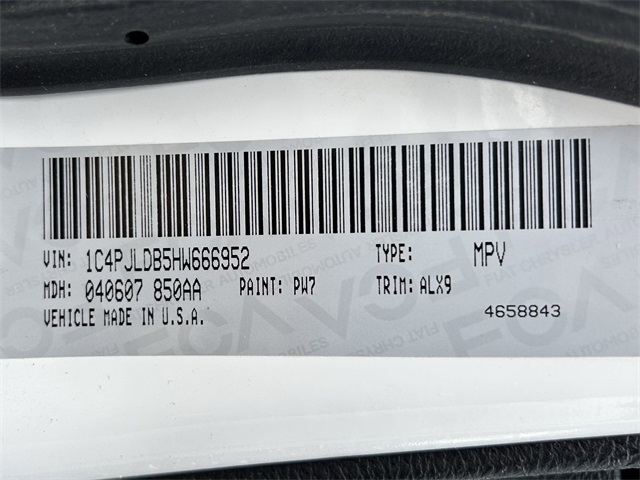 VIN: 1C4PJLDB5HW666952 TYPE: MPV
MDH: 040607 850AA PAINT: PW7 TRIM: ALX9
VEHICLE MADE IN U.S.A. 4658843